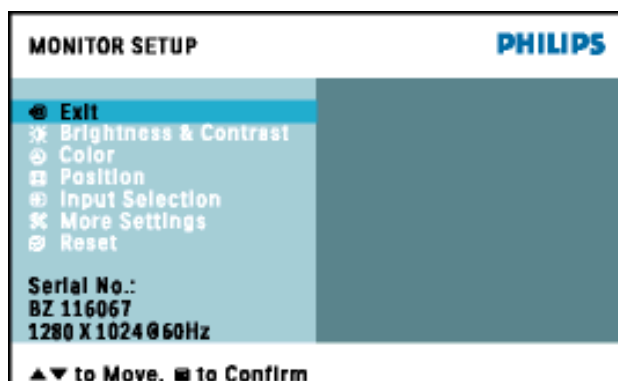 MONITOR SETUP
PHILIPS
Exit
Brightness & Contrast
Color
Position
Input Selection
More Settings
Reset
Serial No.:
BZ 116067
1280 X 1024@60Hz
▲▼ to Move, to Confirm